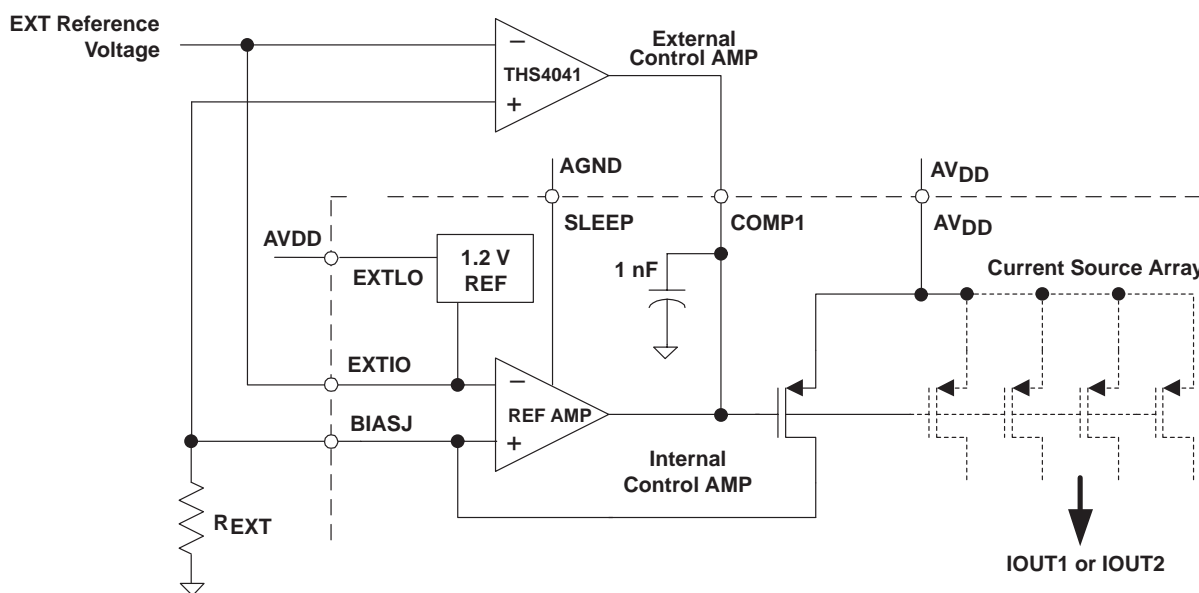 EXT Reference
Voltage
−
THS4041
+
External
Control AMP
AGND
AVDD
SLEEP
COMP1
AVDD
AVDD
EXTLO
1.2 V
REF
1 nF
Current Source Array
EXTIO
−
REF AMP
+
BIASJ
Internal
Control AMP
REXT
IOUT1 or IOUT2